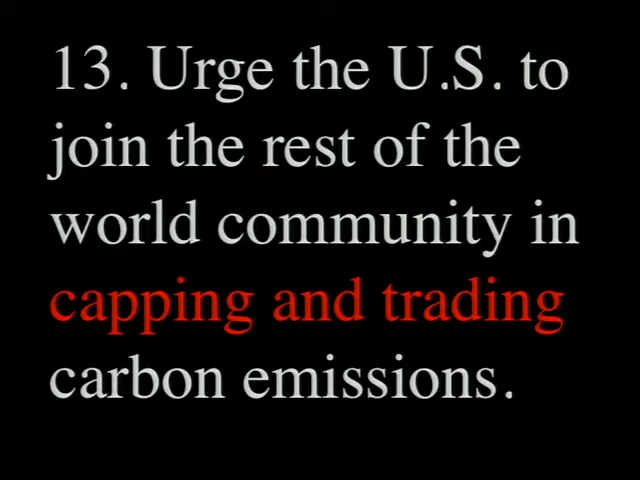 13. Urge the U.S. to
join the rest of the
world community in
capping and trading
carbon emissions.